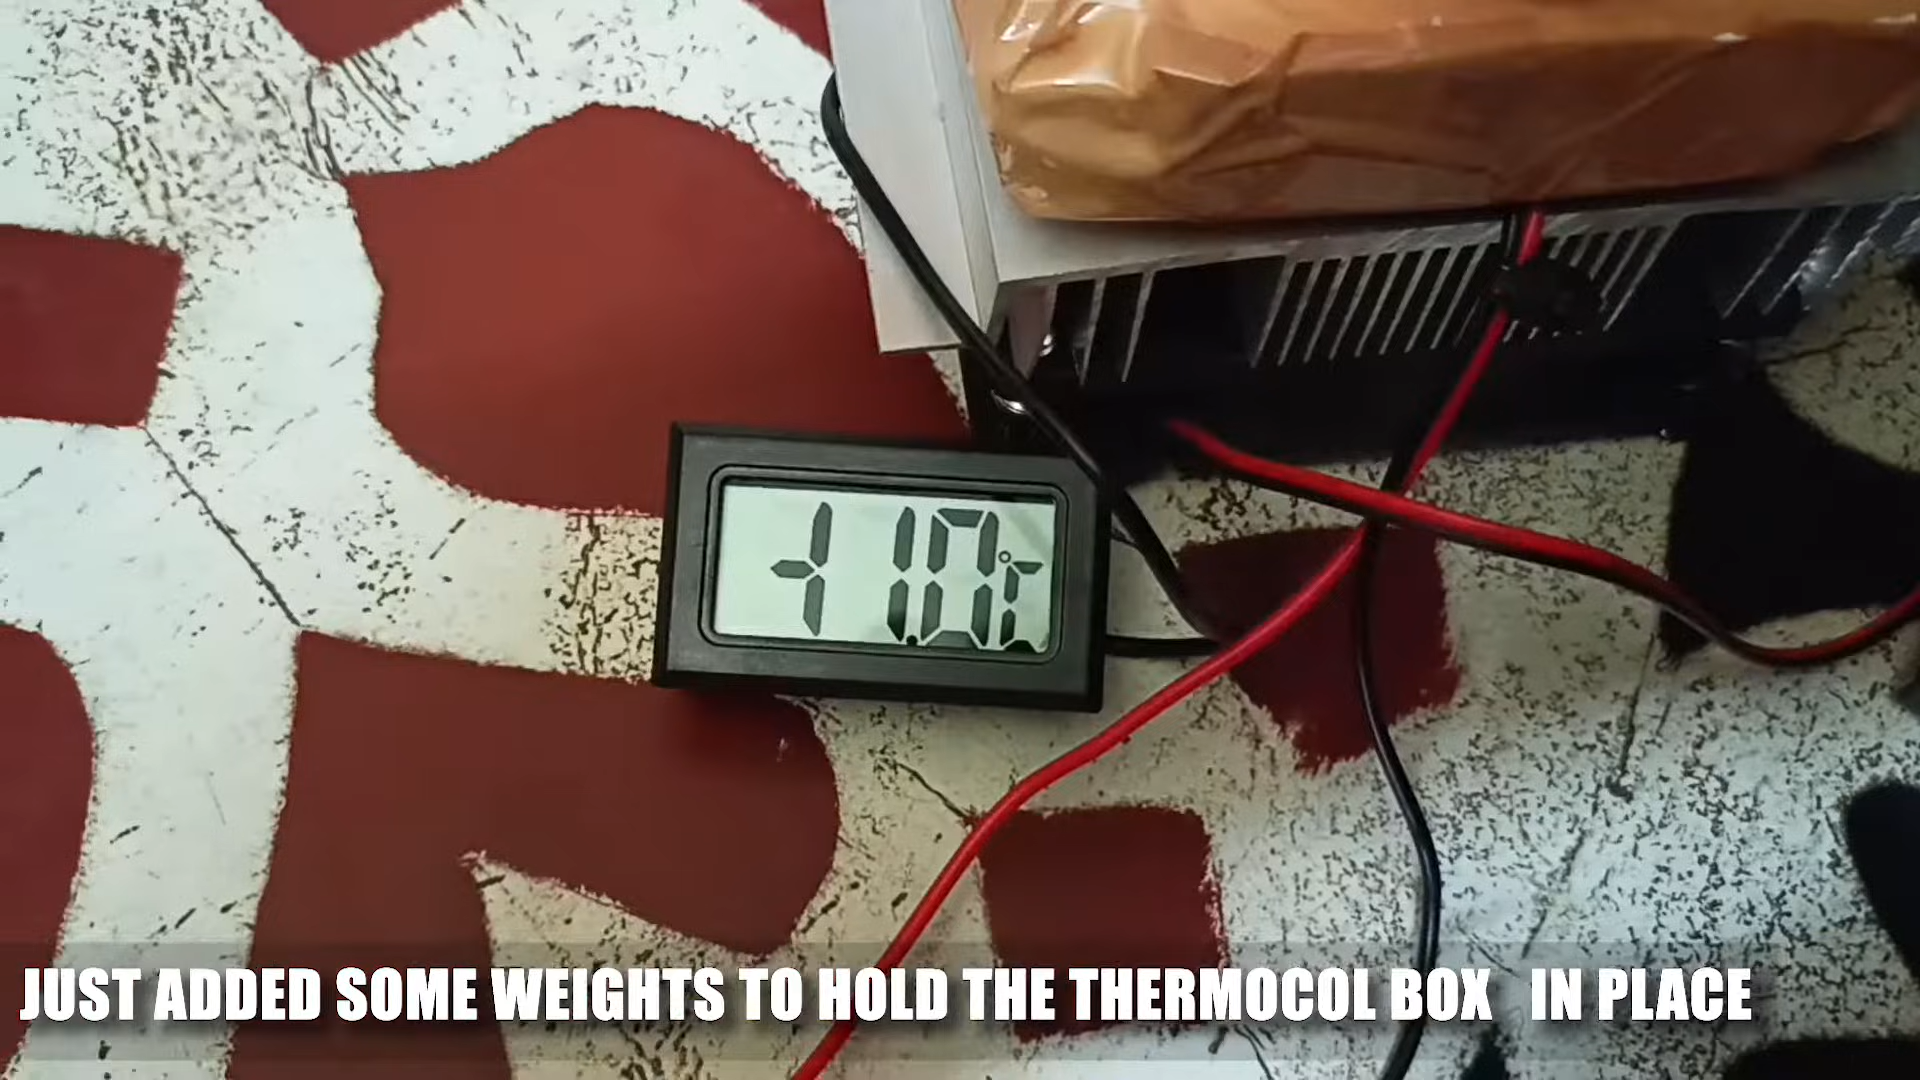 -11.0°C
JUST ADDED SOME WEIGHTS TO HOLD THE THERMOCOL BOX IN PLACE